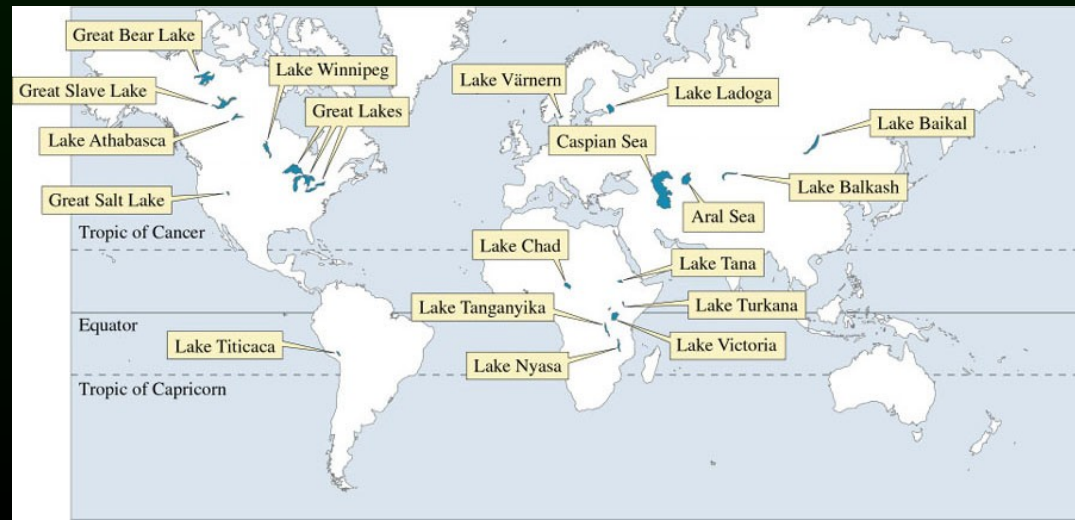 Great Bear Lake
Lake Winnipeg
Great Slave Lake
Great Lakes
Lake Athabasca
Great Salt Lake
Lake Värnern
Lake Ladoga
Lake Baikal
Caspian Sea
Lake Balkash
Aral Sea
Tropic of Cancer
Lake Chad
Lake Tana
Lake Tanganyika
Lake Turkana
Equator
Lake Titicaca
Lake Victoria
Lake Nyasa
Tropic of Capricorn